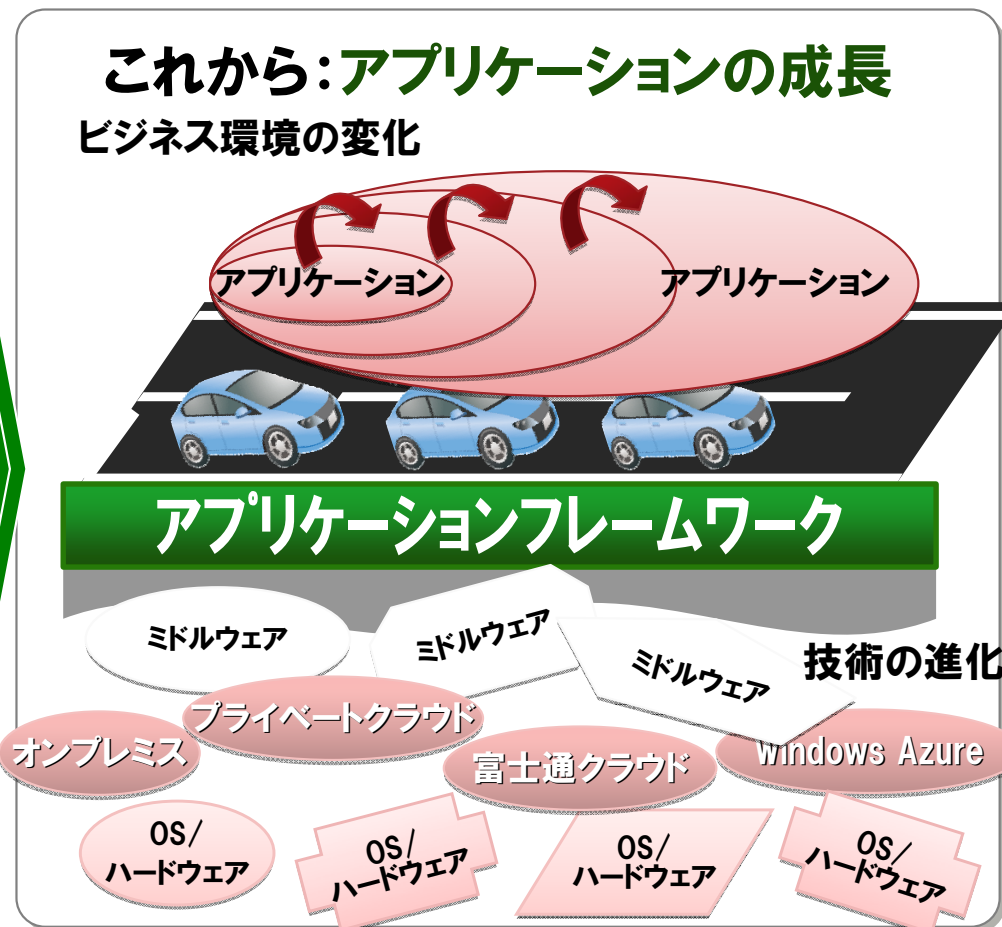 これから：アプリケーションの成長
ビジネス環境の変化
アプリケーション
アプリケーション
アプリケーションフレームワーク
ミドルウェア
ミドルウェア
ミドルウェア
技術の進化
プライベートクラウド
オンプレミス
富士通クラウド
windows Azure
OS/
ハードウェア
OS/
ハードウェア
OS/
ハードウェア
OS/
ハードウェア